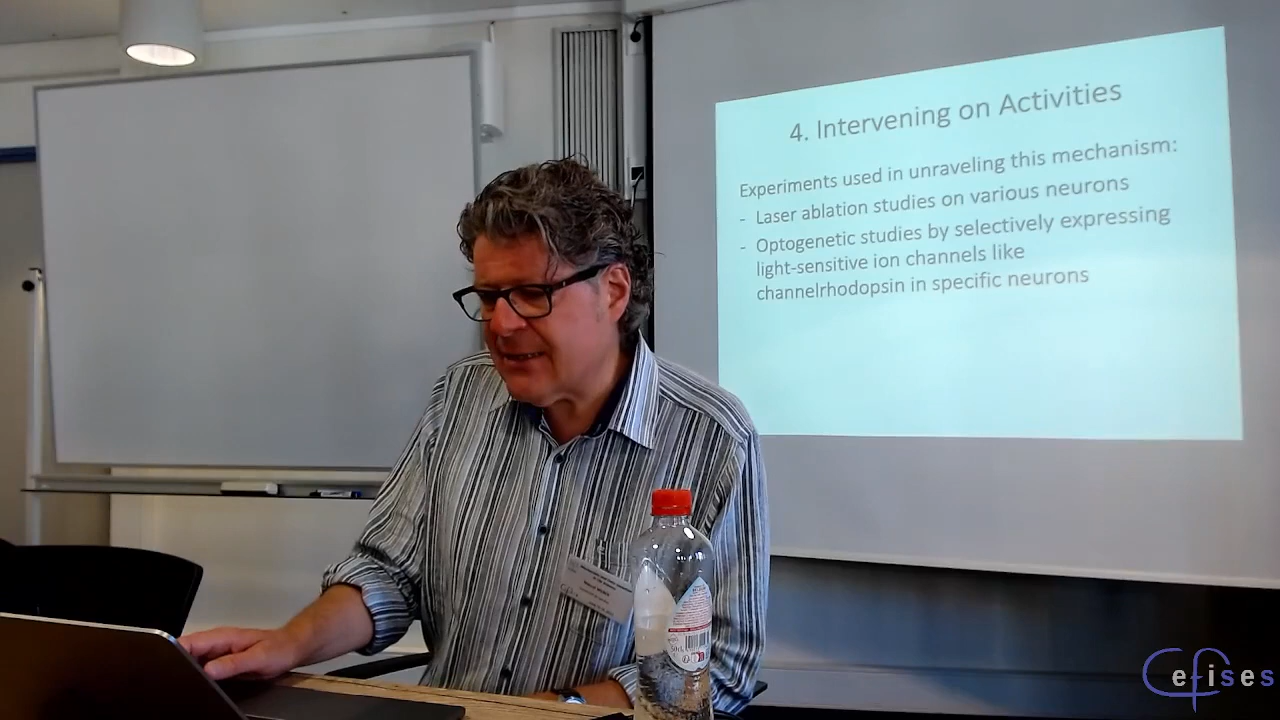 4. Intervening on Activities
Experiments used in unraveling this mechanism:
- Laser ablation studies on various neurons
- Optogenetic studies by selectively expressing
light-sensitive ion channels like
channelrhodopsin in specific neurons
Cefises